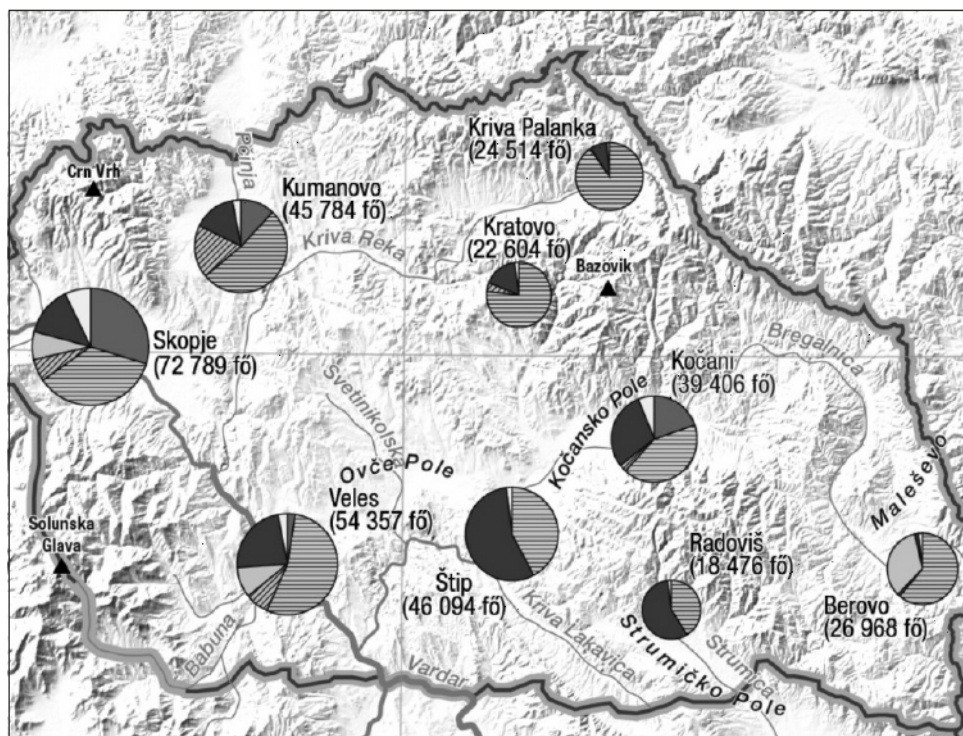 Kriva Palanka
(24 514 fő)
Pčinja
Crn Vrh
Kumanovo
(45 784 fő)
Kratovo
(22 604 fő)
Kriva Reka
Bazovik
Skopje
(72 789 fő)
Bregalnica
Kočani
(39 406 fő)
Svetinikolska
Kočansko Pole
Ovče Pole
Maleševo
Veles
(54 357 fő)
Solunska
Glava
Radoviš
(18 476 fő)
Štip
(46 094 fő)
Berovo
(26 968 fő)
Kriva Lakavica
Strumičko Pole
Strumica
Babuna
Vardar